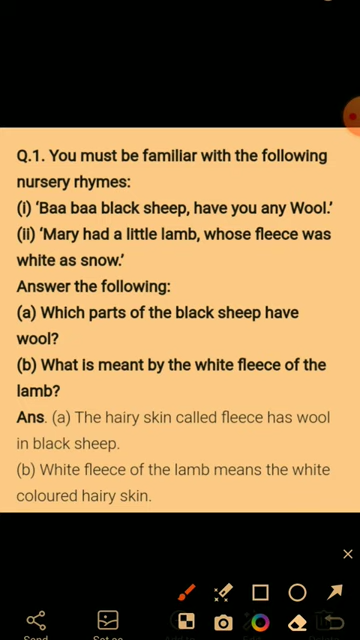 Q.1. You must be familiar with the following
nursery rhymes:
(i) ‘Baa baa black sheep, have you any Wool.’
(ii) ‘Mary had a little lamb, whose fleece was
white as snow.’
Answer the following:
(a) Which parts of the black sheep have
wool?
(b) What is meant by the white fleece of the
lamb?
Ans. (a) The hairy skin called fleece has wool
in black sheep.
(b) White fleece of the lamb means the white
coloured hairy skin.
Send Set as